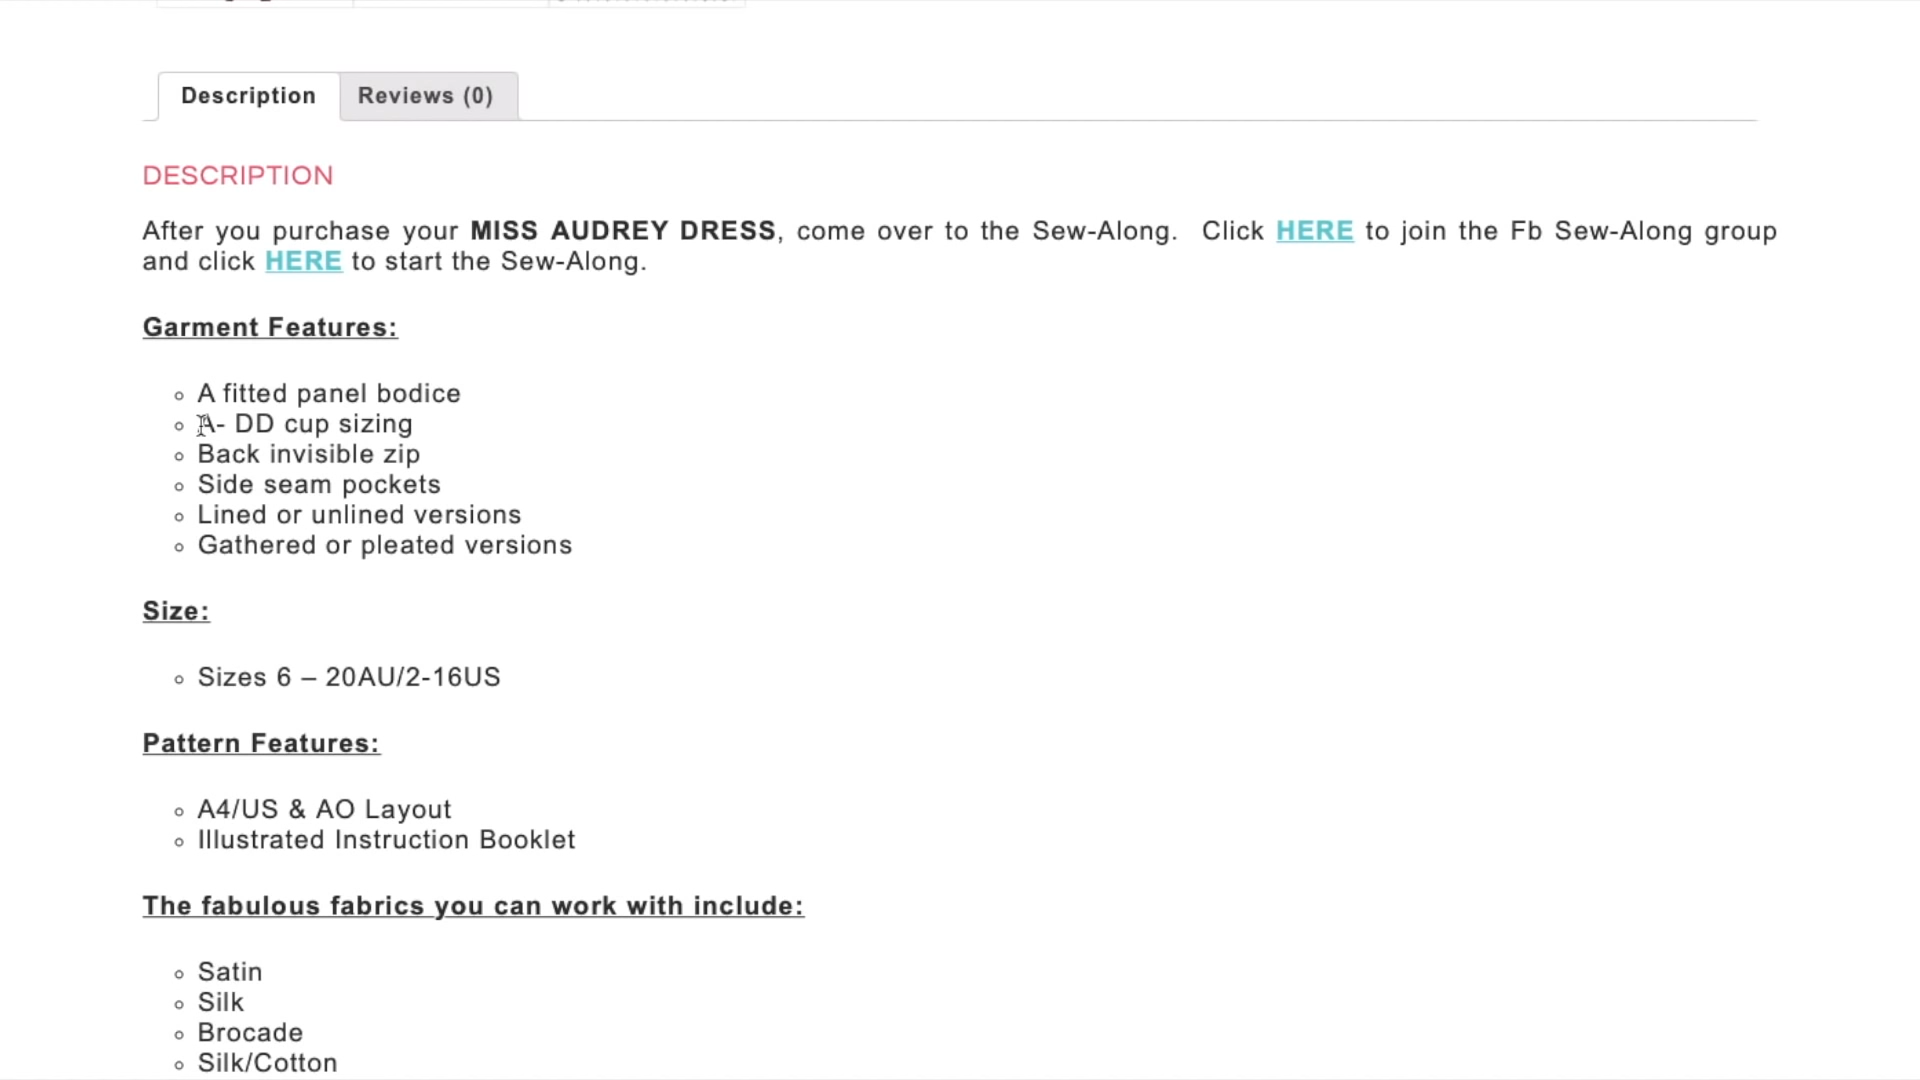 Description
Reviews (0)
DESCRIPTION
After you purchase your MISS AUDREY DRESS, come over to the Sew-Along. Click HERE to join the Fb Sew-Along group
and click HERE to start the Sew-Along.
Garment Features:
A fitted panel bodice
A- DD cup sizing
Back invisible zip
Side seam pockets
Lined or unlined versions
Gathered or pleated versions
Size:
Sizes 6 – 20AU/2-16US
Pattern Features:
A4/US & AO Layout
Illustrated Instruction Booklet
The fabulous fabrics you can work with include:
Satin
Silk
Brocade
Silk/Cotton